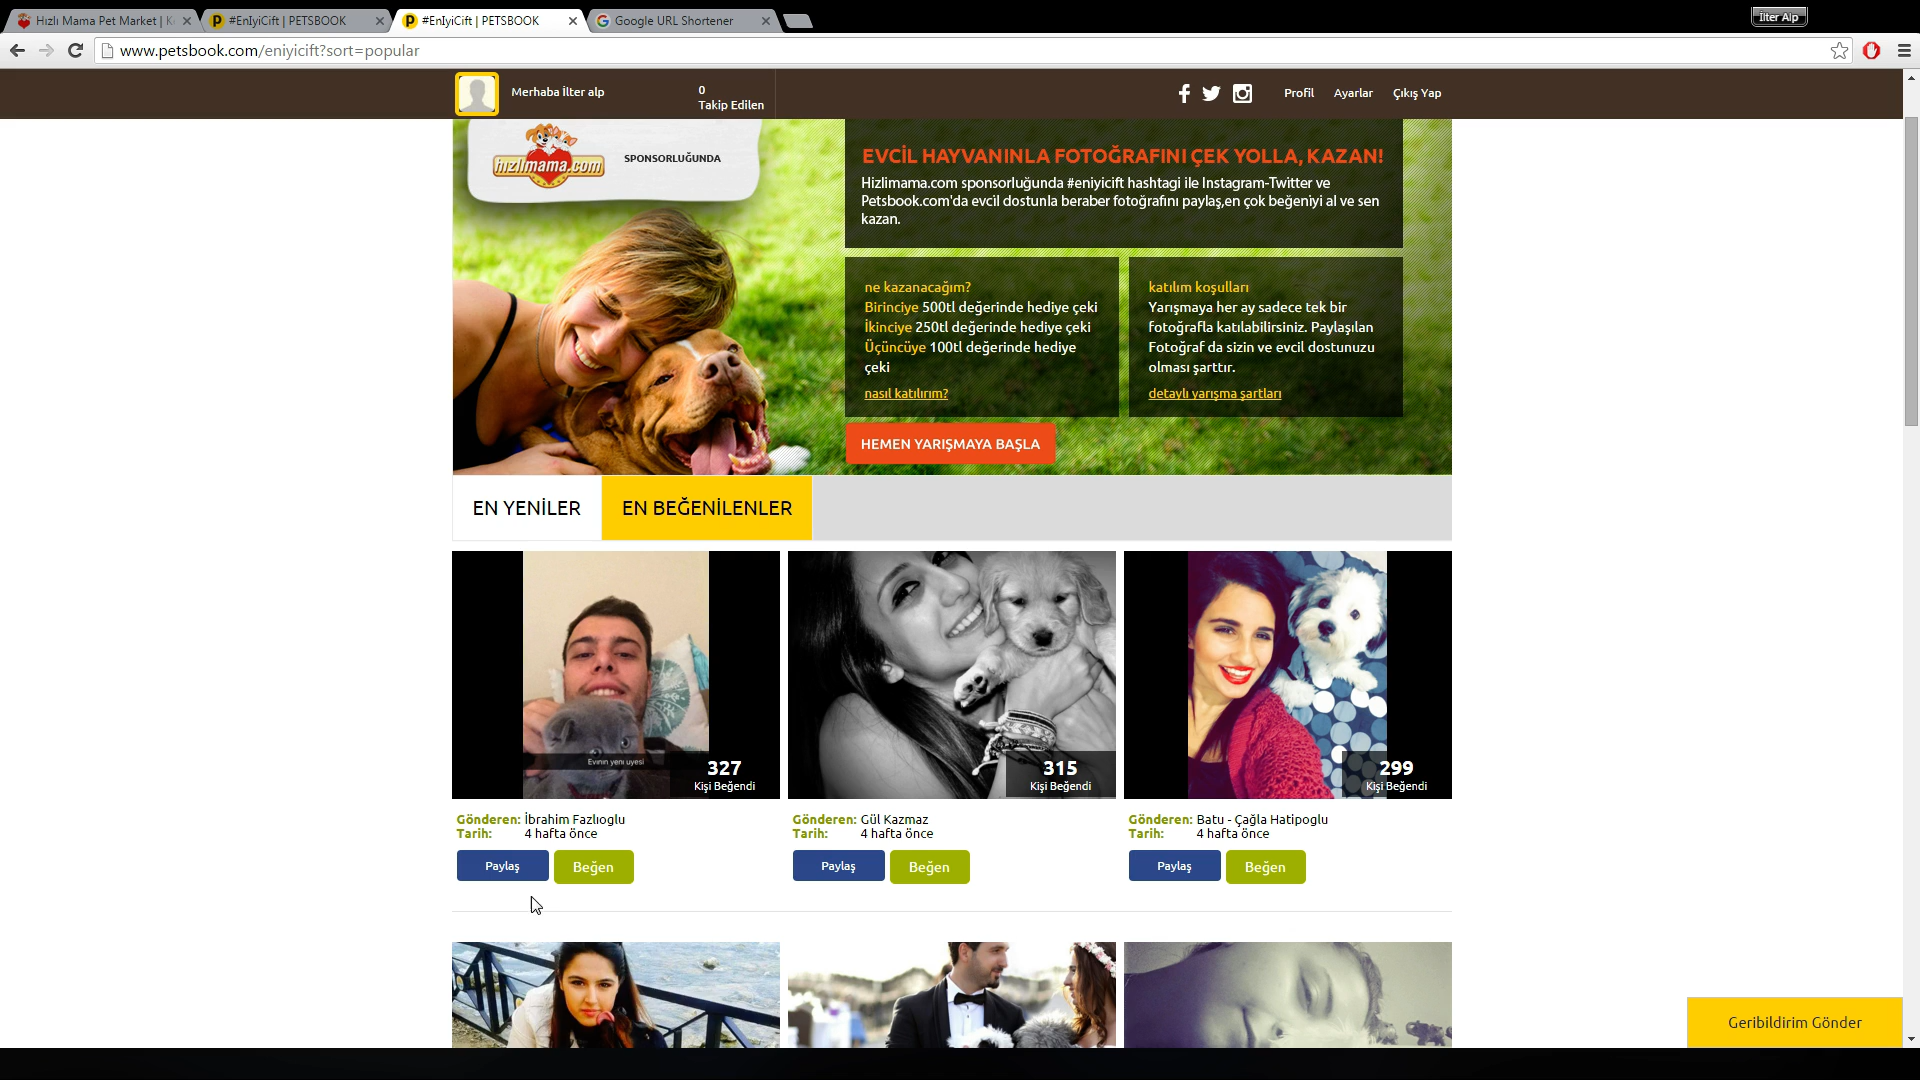 Hızlı Mama Pet Market | K
#EnIyiCift | PETSBOOK
#EnIyiCift | PETSBOOK
Google URL Shortener
İlter Alp
www.petsbook.com/eniyicift?sort=popular
Merhaba İlter alp
0
Takip Edilen
Profil
Ayarlar
Çıkış Yap
hızlımama.com
SPONSORLUĞUNDA
EVCİL HAYVANINLA FOTOĞRAFINI ÇEK YOLLA, KAZAN!
Hizlimama.com sponsorluğunda #eniyicift hashtagi ile Instagram-Twitter ve
Petsbook.com'da evcil dostunla beraber fotoğrafını paylaş,en çok beğeniyi al ve sen
kazan.
ne kazanacağım?
Birinciye 500tl değerinde hediye çeki
İkinciye 250tl değerinde hediye çeki
Üçüncüye 100tl değerinde hediye
çeki
nasıl katılırım?
katılım koşulları
Yarışmaya her ay sadece tek bir
fotoğrafla katılabilirsiniz. Paylaşılan
Fotoğraf da sizin ve evcil dostunuzu
olması şarttır.
detaylı yarışma şartları
HEMEN YARIŞMAYA BAŞLA
EN YENİLER
EN BEĞENİLENLER
Evinin yeni uyesi
327
Kişi Beğendi
315
Kişi Beğendi
299
Kişi Beğendi
Gönderen: İbrahim Fazlıoglu
Tarih: 4 hafta önce
Paylaş
Beğen
Gönderen: Gül Kazmaz
Tarih: 4 hafta önce
Paylaş
Beğen
Gönderen: Batu - Çağla Hatipoglu
Tarih: 4 hafta önce
Paylaş
Beğen
Geribildirim Gönder